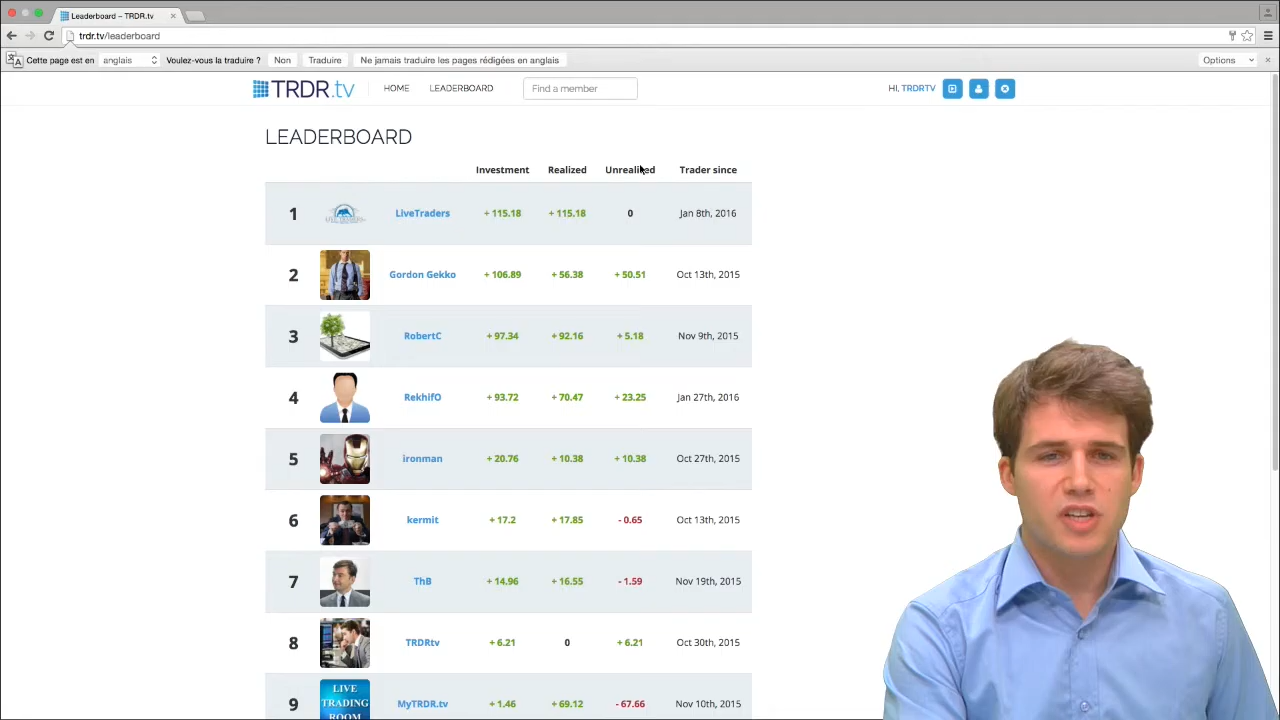 Leaderboard – TRDR.tv
trdr.tv/leaderboard
Cette page est en anglais Voulez-vous la traduire ? Non Traduire Ne jamais traduire les pages rédigées en anglais Options
TRDR.tv HOME LEADERBOARD Find a member HI, TRDRTV
LEADERBOARD
Investment Realized Unrealized Trader since
1 LiveTraders + 115.18 + 115.18 0 Jan 8th, 2016
2 Gordon Gekko + 106.89 + 56.38 + 50.51 Oct 13th, 2015
3 RobertC + 97.34 + 92.16 + 5.18 Nov 9th, 2015
4 RekhifO + 93.72 + 70.47 + 23.25 Jan 27th, 2016
5 ironman + 20.76 + 10.38 + 10.38 Oct 27th, 2015
6 kermit + 17.2 + 17.85 - 0.65 Oct 13th, 2015
7 ThB + 14.96 + 16.55 - 1.59 Nov 19th, 2015
8 TRDRtv + 6.21 0 + 6.21 Oct 30th, 2015
LIVE
9 TRADING MyTRDR.tv + 1.46 + 69.12 - 67.66 Nov 10th, 2015
ROOM